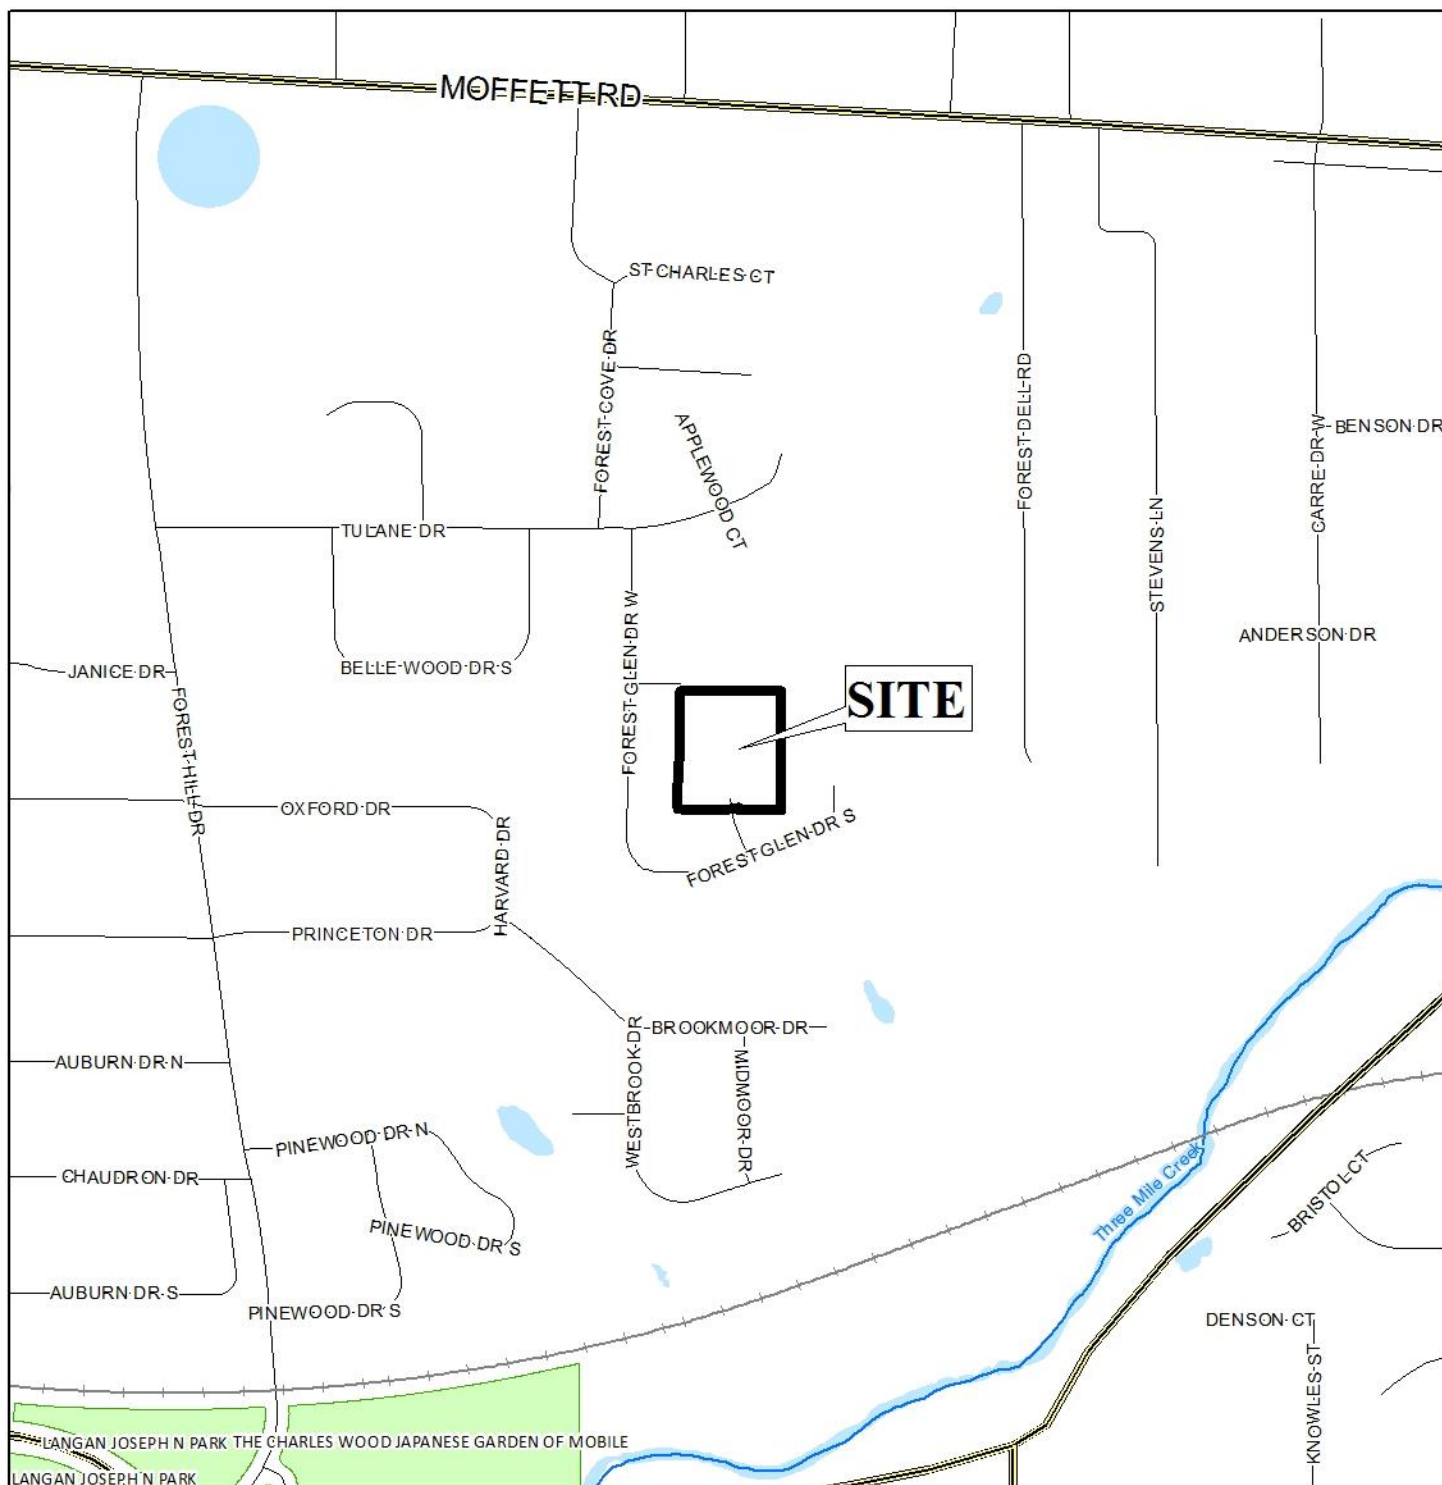 MOFFETT RD
ST CHARLES CT
FOREST COVE DR
FOREST DELL RD
APPLEWOOD CT
CARRE DR W
BENSON DR
TULANE DR
STEVENS LN
FOREST GLEN DR W
ANDERSON DR
JANICE DR
BELLE WOOD DR S
SITE
FOREST HILL DR
OXFORD DR
HARVARD DR
FOREST GLEN DR S
PRINCETON DR
WESTBROOK DR
BROOKMOOR DR
MIDMOOR DR
AUBURN DR N
PINEWOOD DR N
Three Mile Creek
CHAUDRON DR
BRISTOL CT
PINEWOOD DR S
AUBURN DR S
PINEWOOD DR S
DENSON CT
KNOWLES ST
LANGAN JOSEPH N PARK
THE CHARLES WOOD JAPANESE GARDEN OF MOBILE
LANGAN JOSEPH N PARK